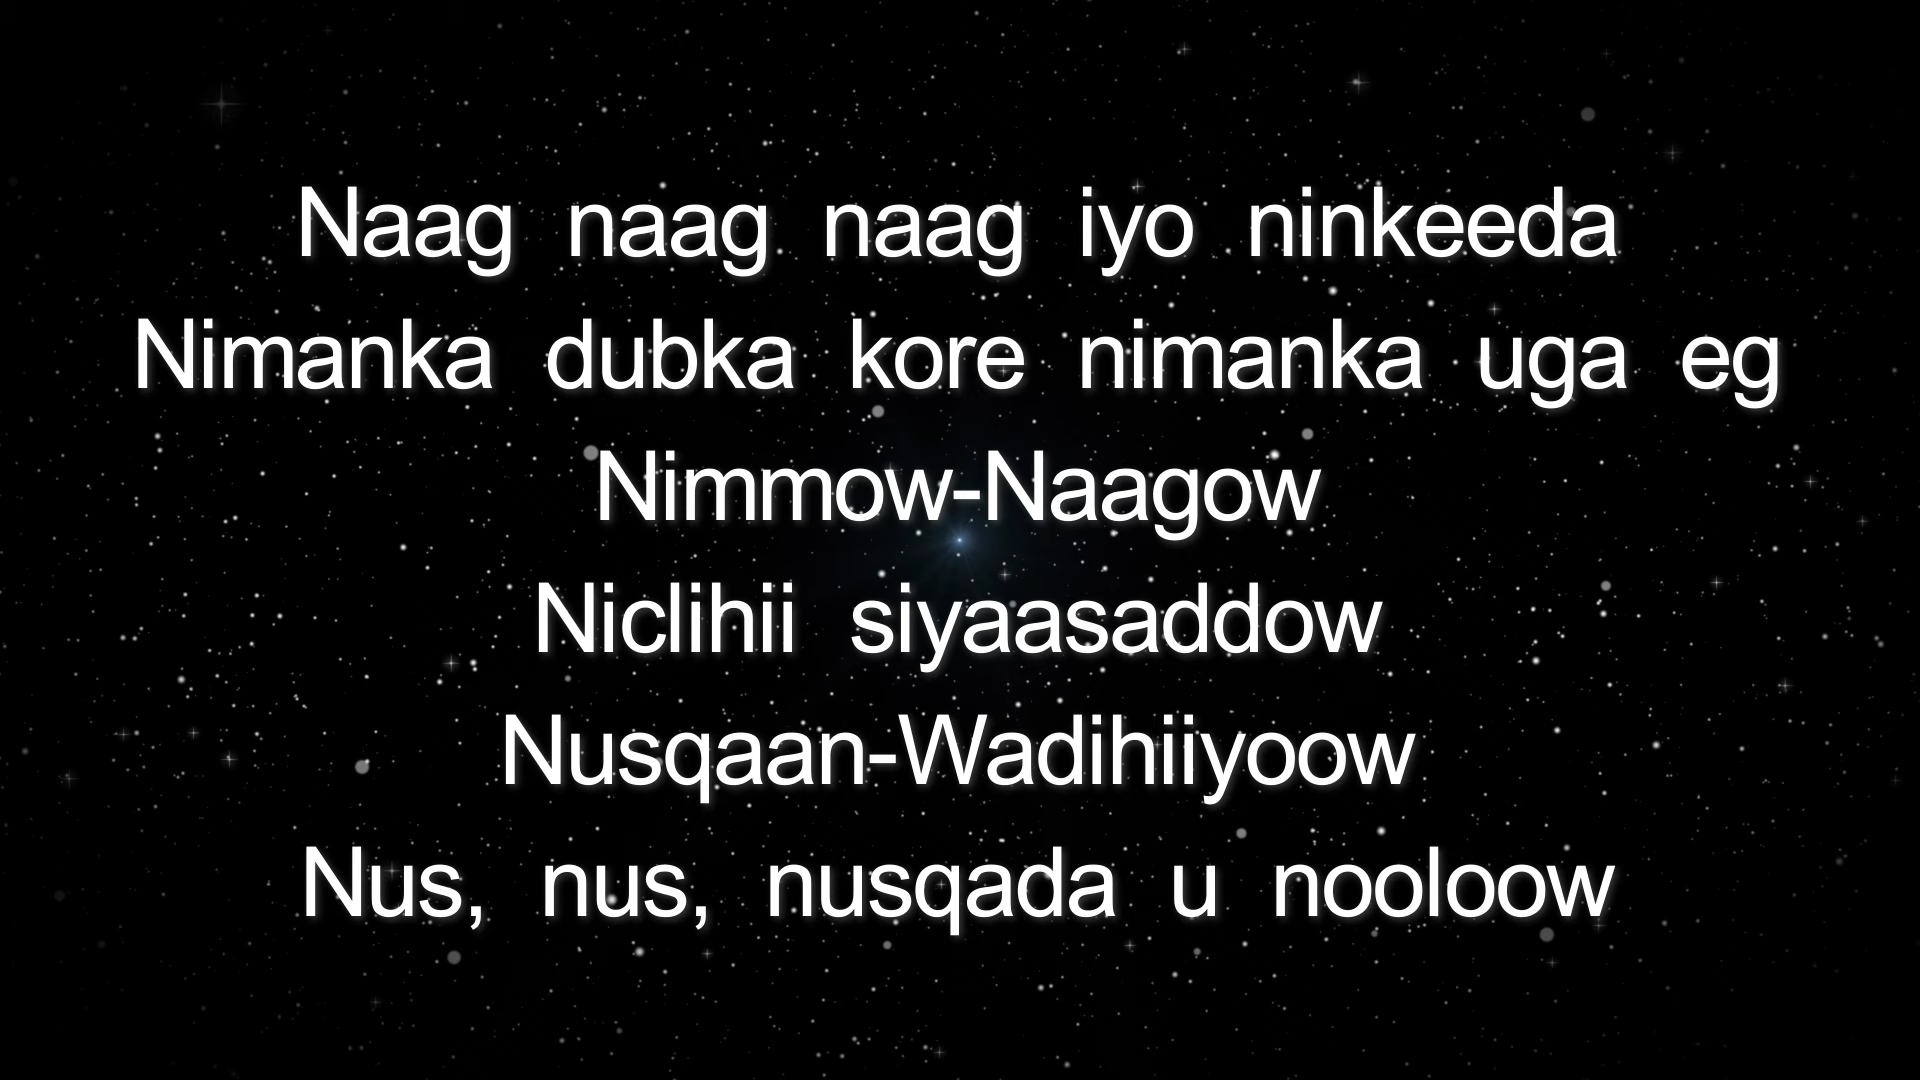 Naag naag naag iyo ninkeeda
Nimanka dubka kore nimanka uga eg
Nimmow-Naagow
Niclihii siyaasaddow
Nusqaan-Wadihiiyoow
Nus, nus, nusqada u nooloow